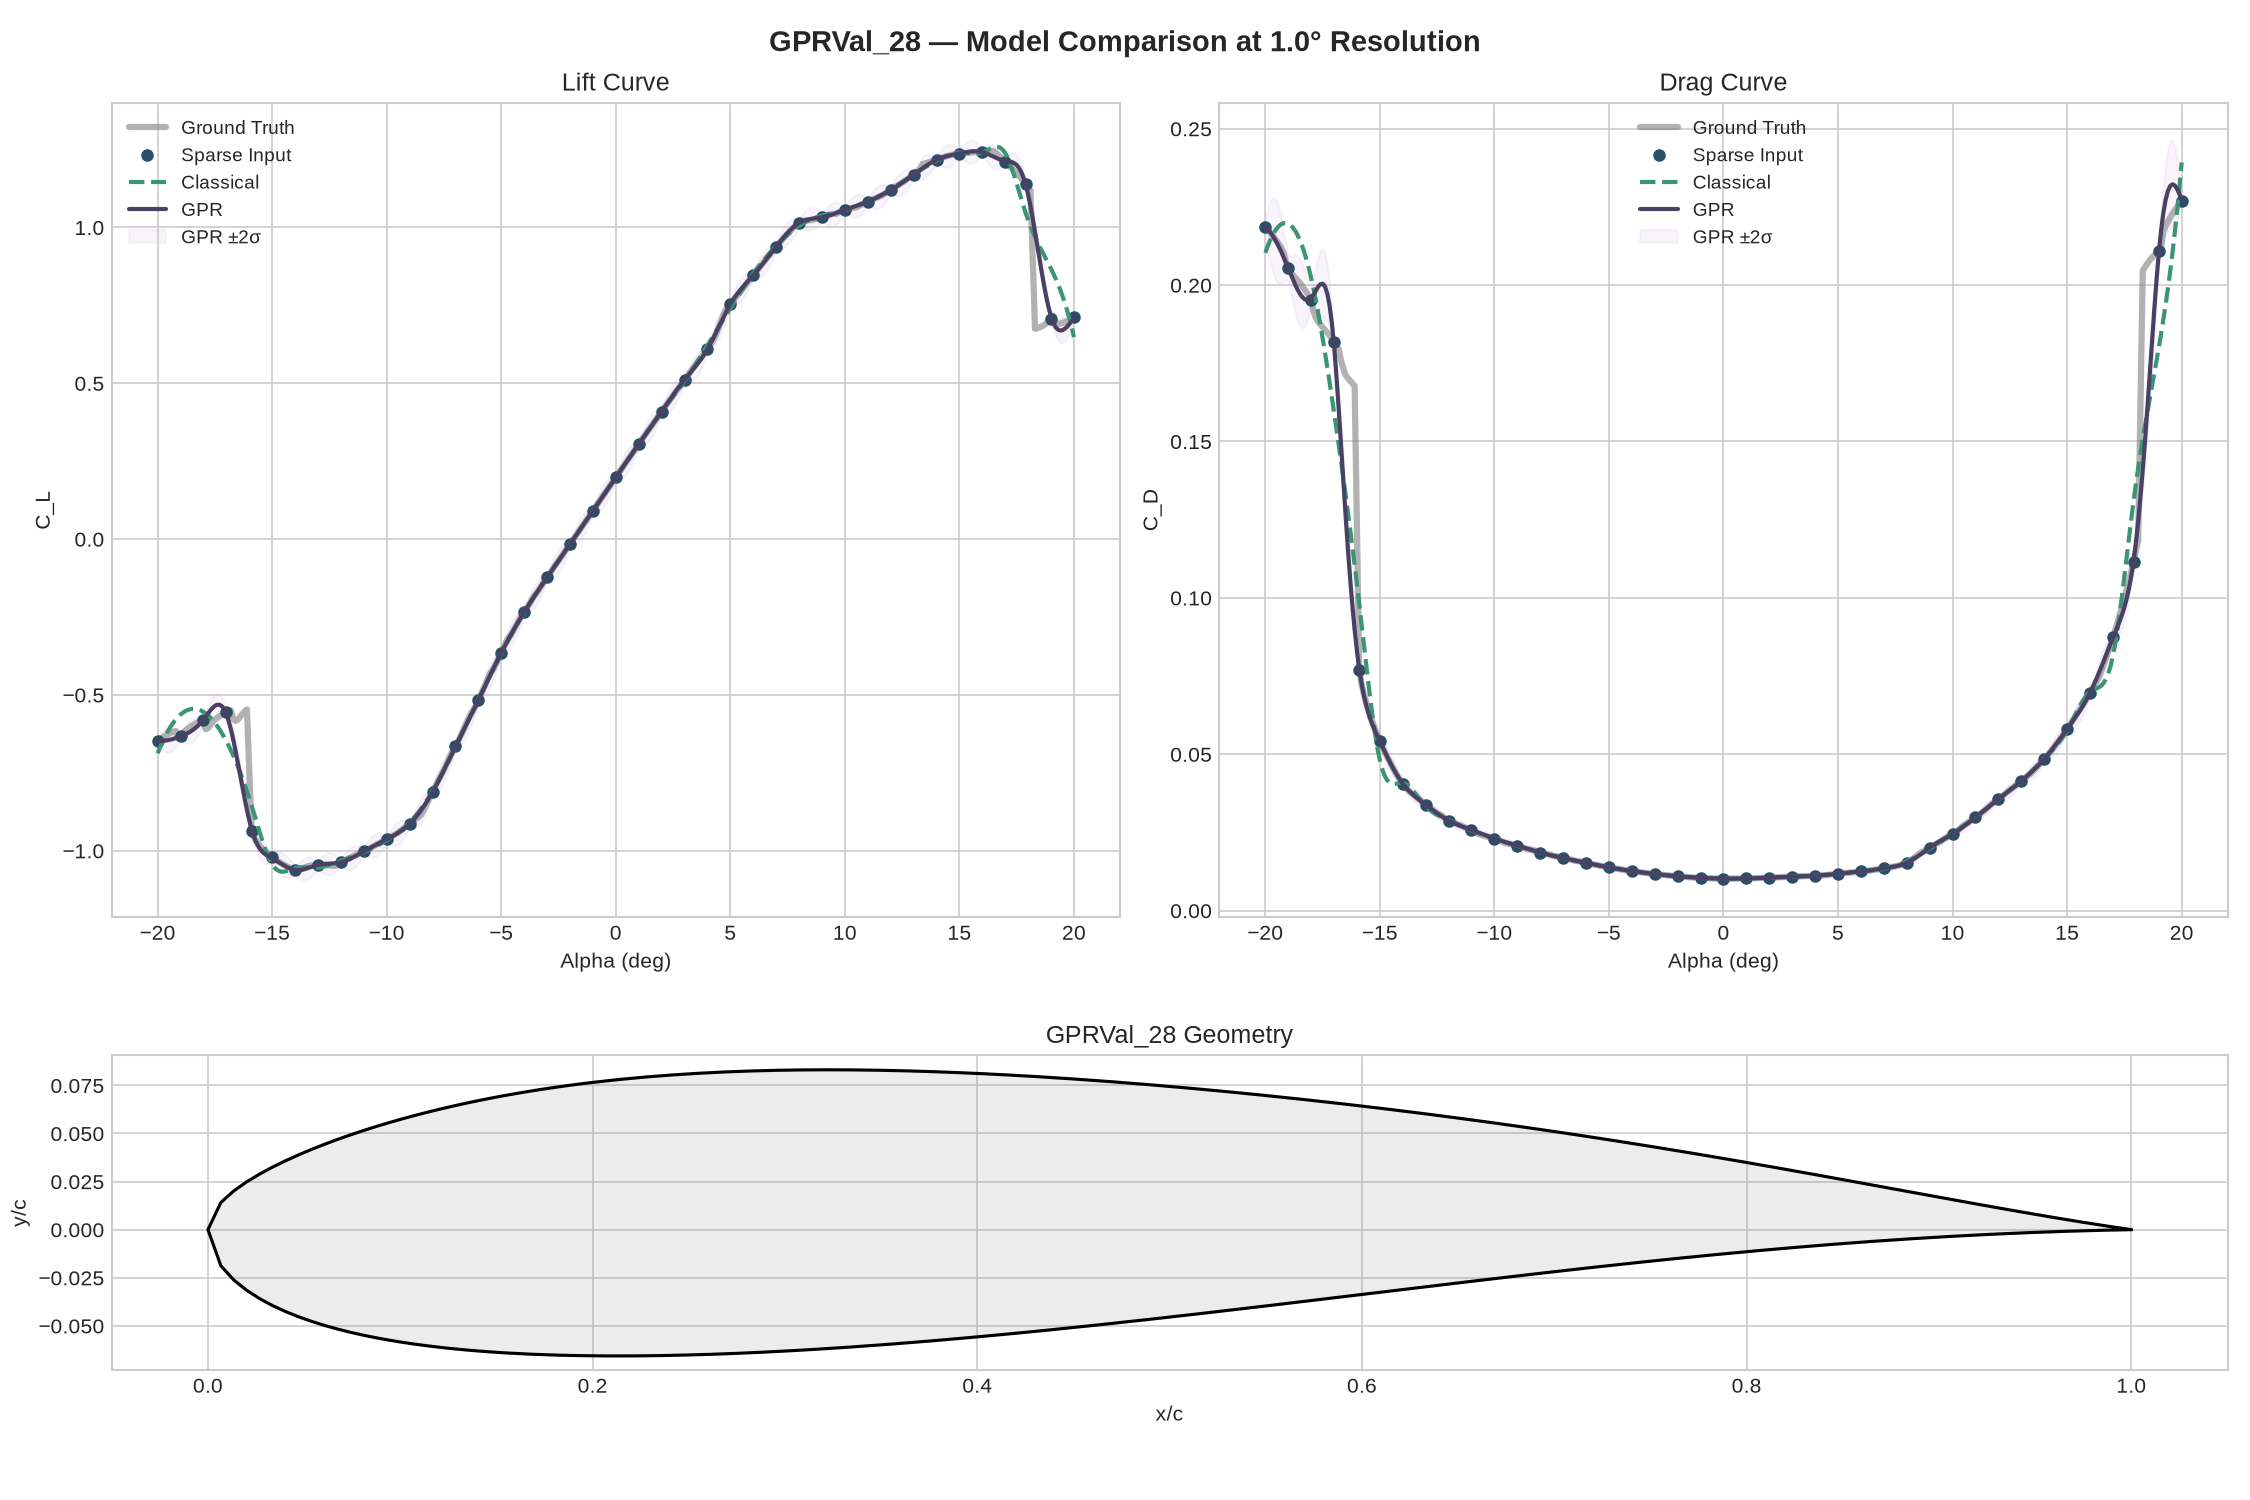 GPRVal_28 — Model Comparison at 1.0° Resolution
Lift Curve
Ground Truth
Sparse Input
Classical
GPR
GPR ±2σ
C_L
1.0
0.5
0.0
−0.5
−1.0
−20 −15 −10 −5 0 5 10 15 20
Alpha (deg)
Drag Curve
Ground Truth
Sparse Input
Classical
GPR
GPR ±2σ
C_D
0.25
0.20
0.15
0.10
0.05
0.00
−20 −15 −10 −5 0 5 10 15 20
Alpha (deg)
GPRVal_28 Geometry
y/c
0.075
0.050
0.025
0.000
−0.025
−0.050
0.0 0.2 0.4 0.6 0.8 1.0
x/c